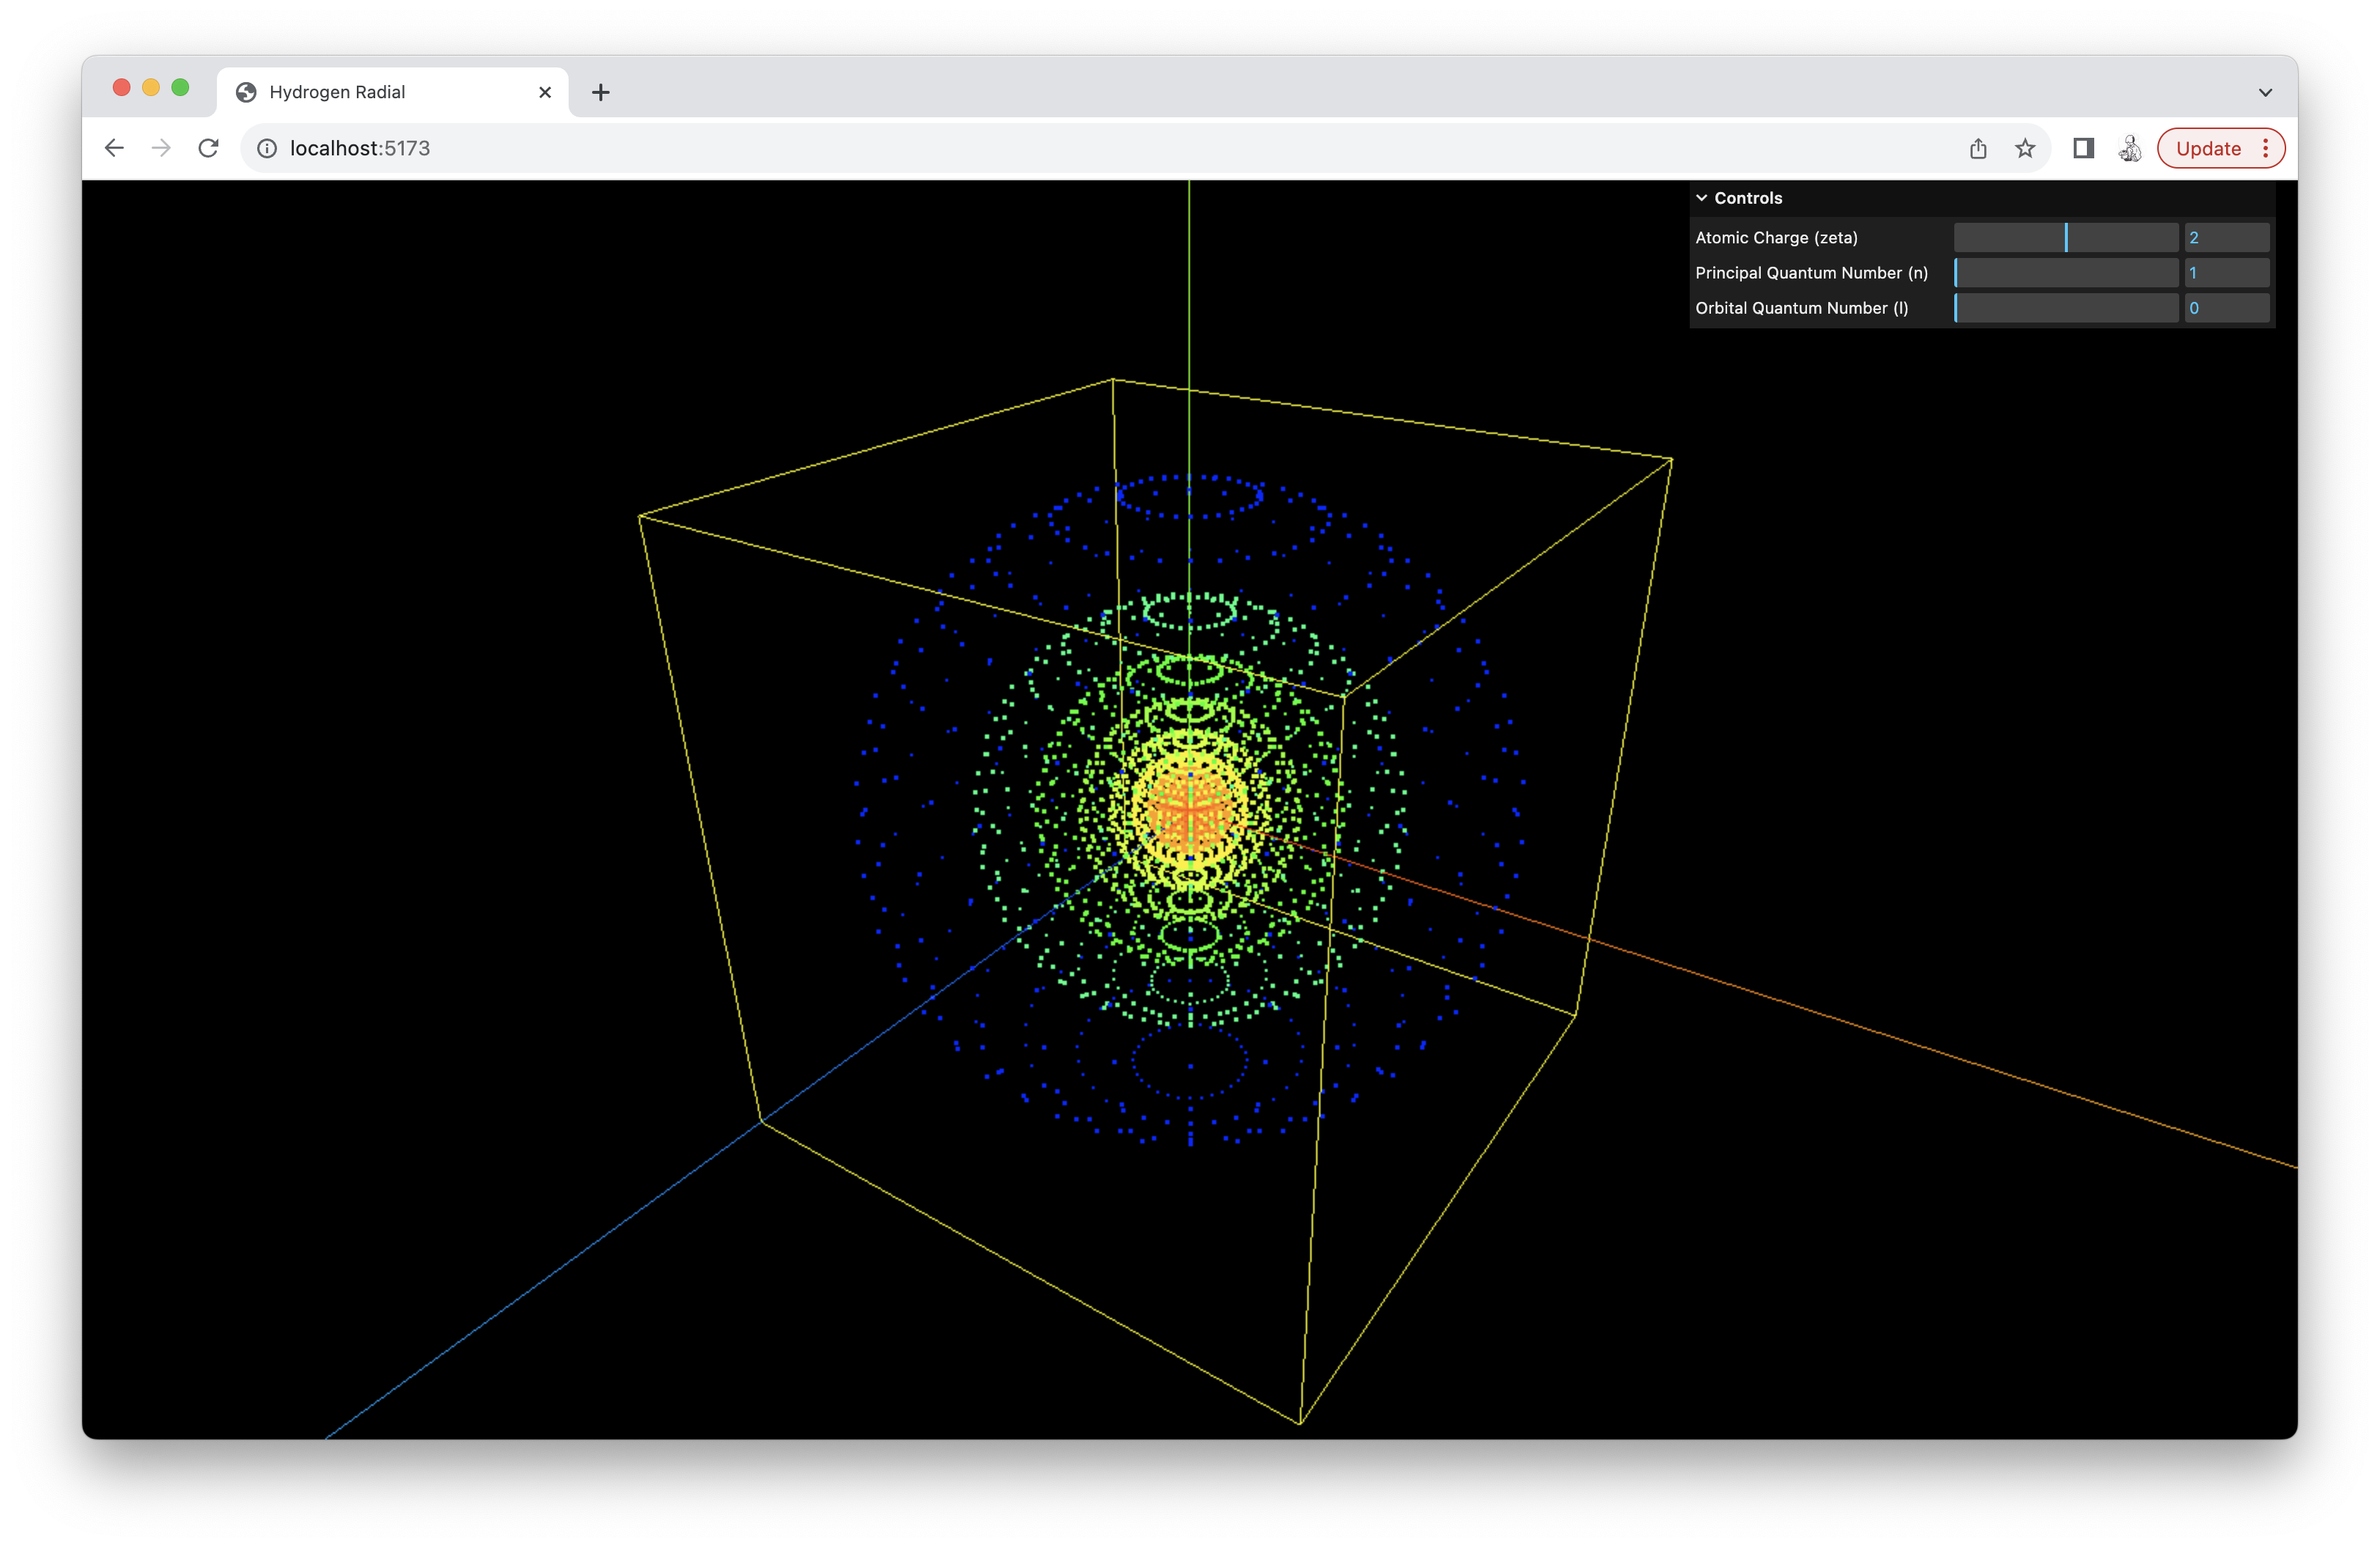 Hydrogen Radial
localhost:5173
Update
Controls
Atomic Charge (zeta) 2
Principal Quantum Number (n) 1
Orbital Quantum Number (l) 0